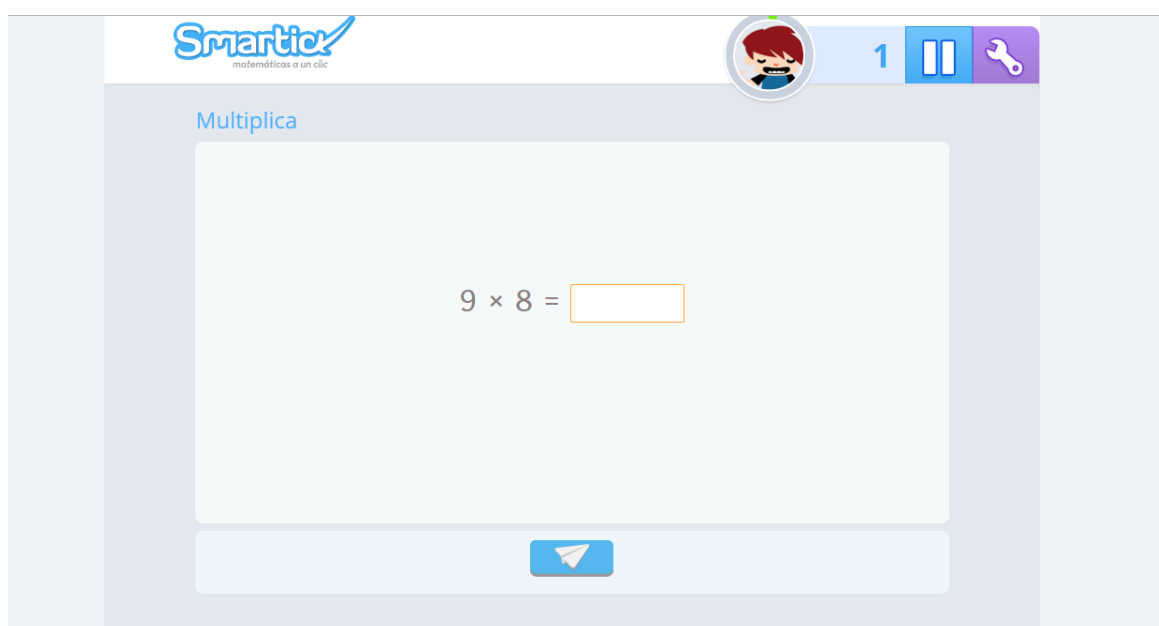 Smartick
matemáticas a un clic
1
Multiplica
9 × 8 =